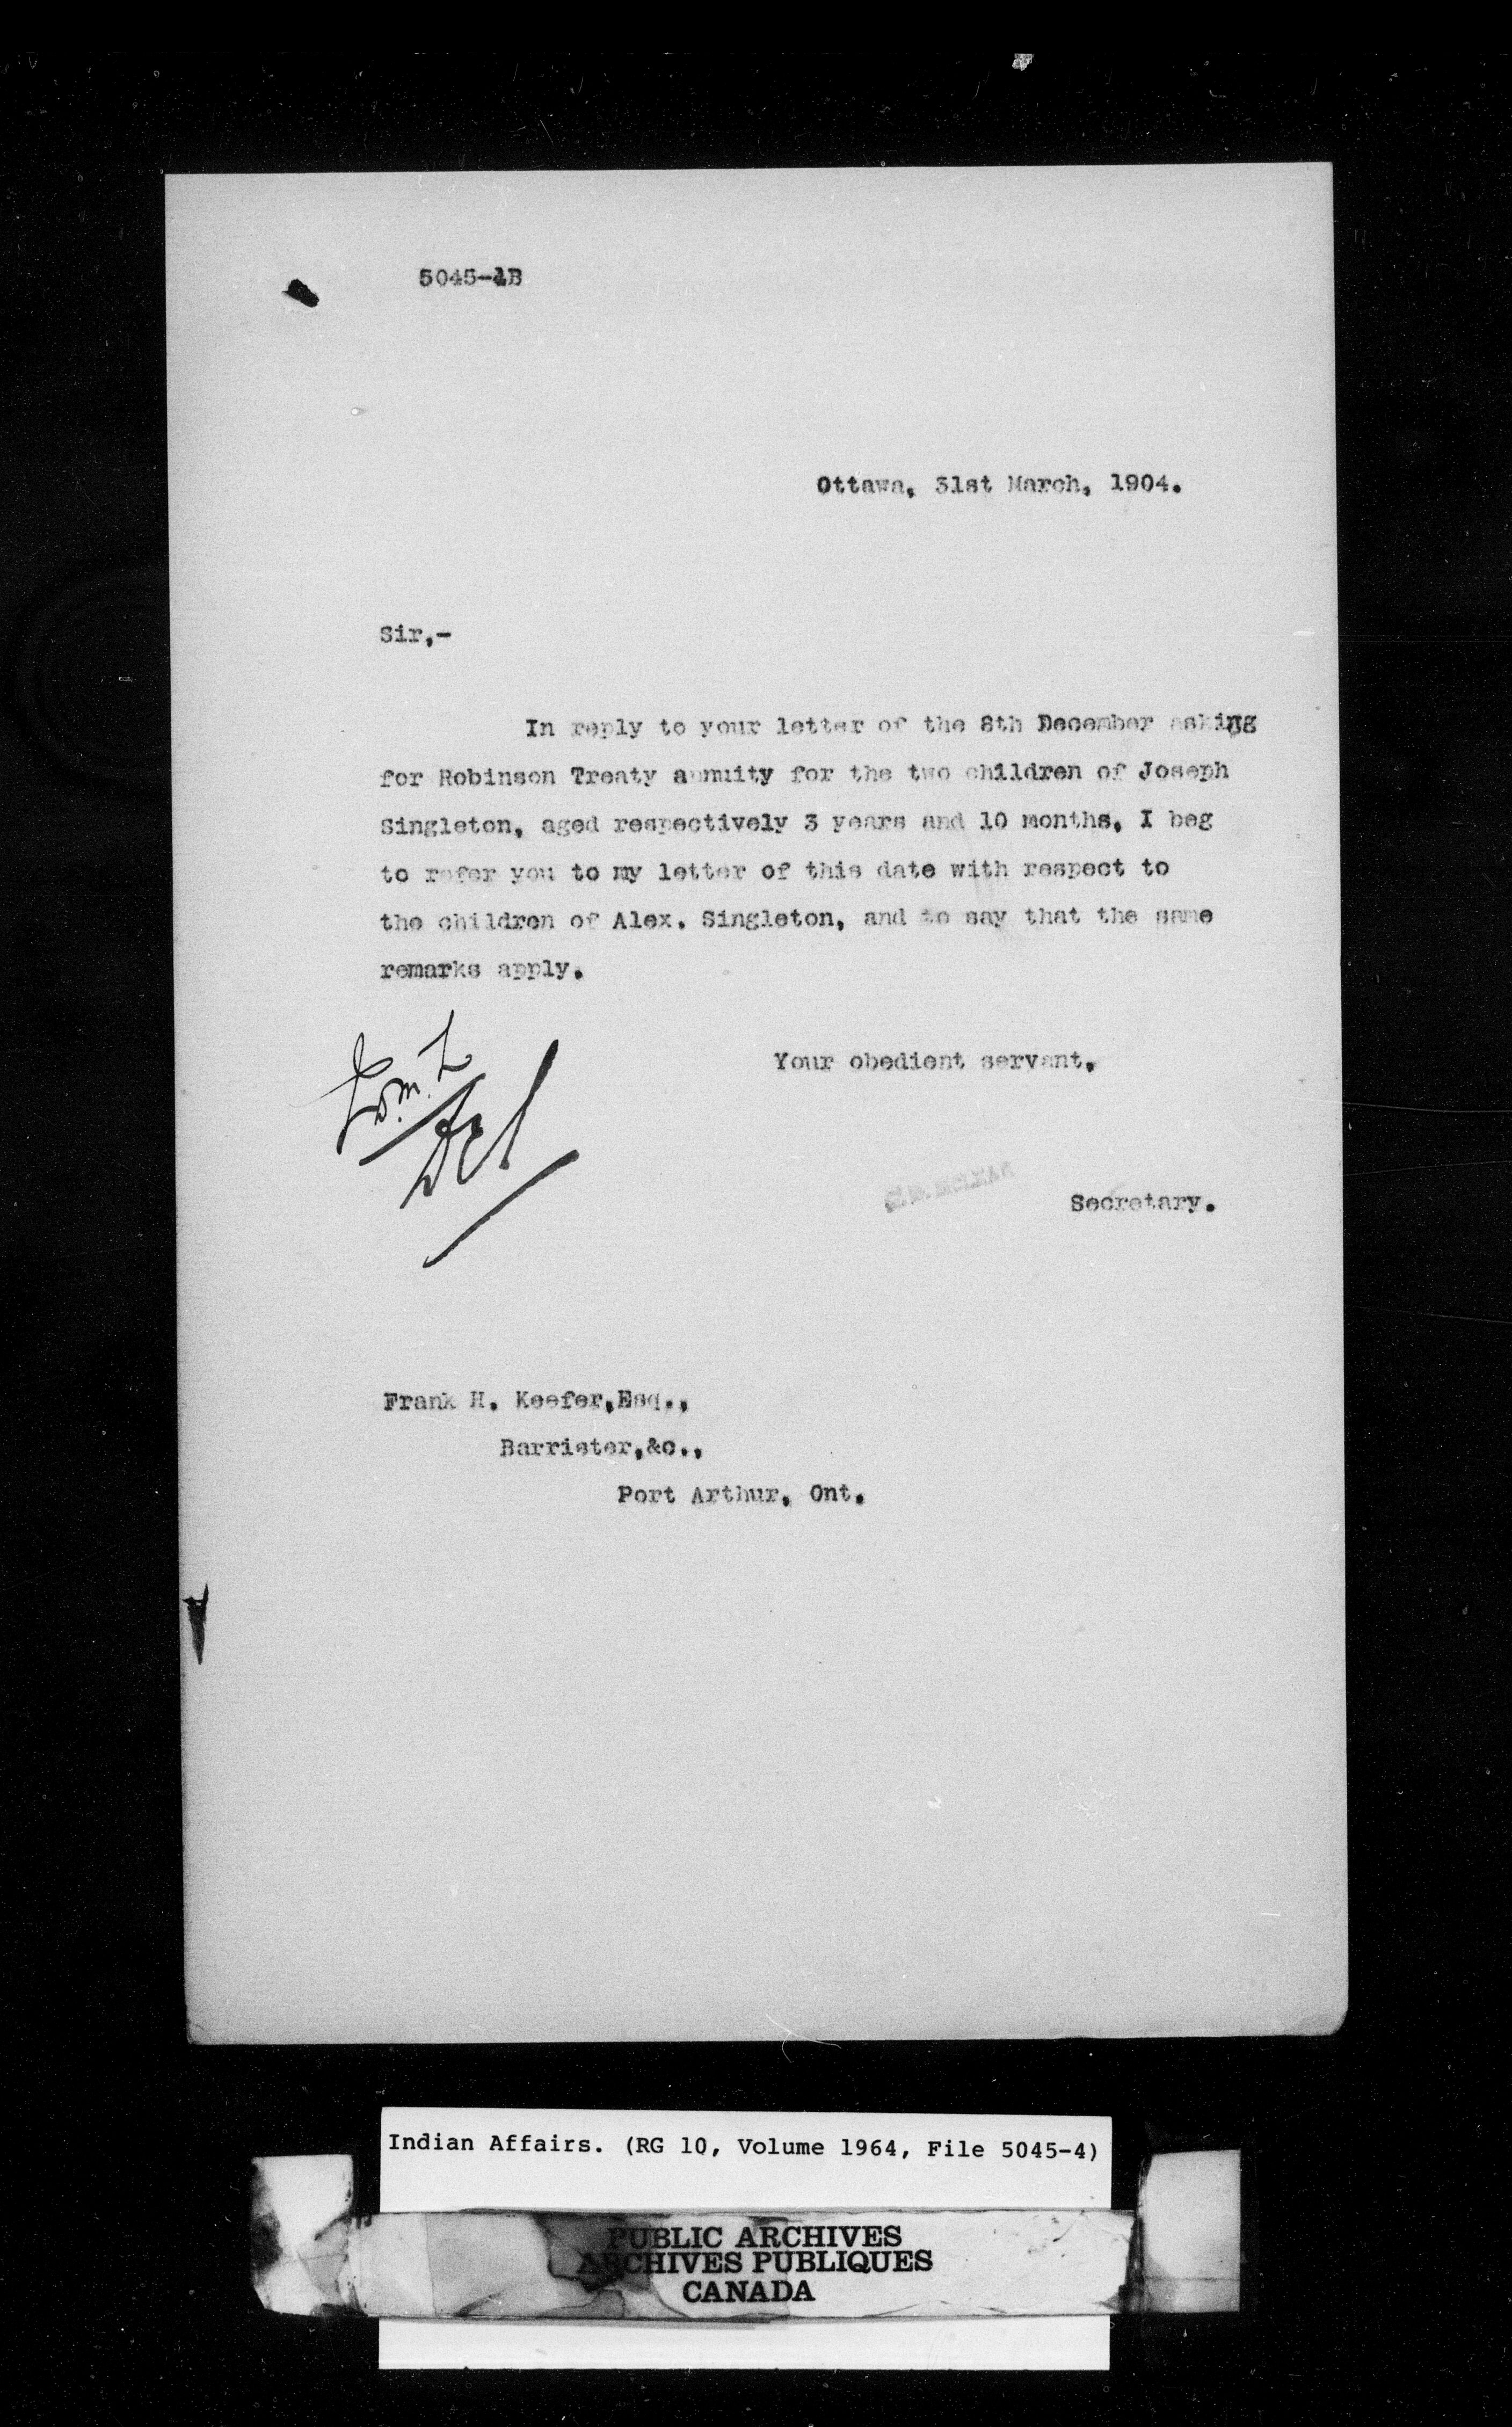 5045-4B
Ottawa, 31st March, 1904.
Sir,-
In reply to your letter of the 8th December asking
for Robinson Treaty annuity for the two children of Joseph
Singleton, aged respectively 3 years and 10 months, I beg
to refer you to my letter of this date with respect to
the children of Alex. Singleton, and to say that the same
remarks apply.
Your obedient servant,
McLEAN
Secretary.
Frank H. Keefer,Esq.,
Barrister,&c.,
Port Arthur, Ont.
Indian Affairs. (RG 10, Volume 1964, File 5045-4)
PUBLIC ARCHIVES
ARCHIVES PUBLIQUES
CANADA